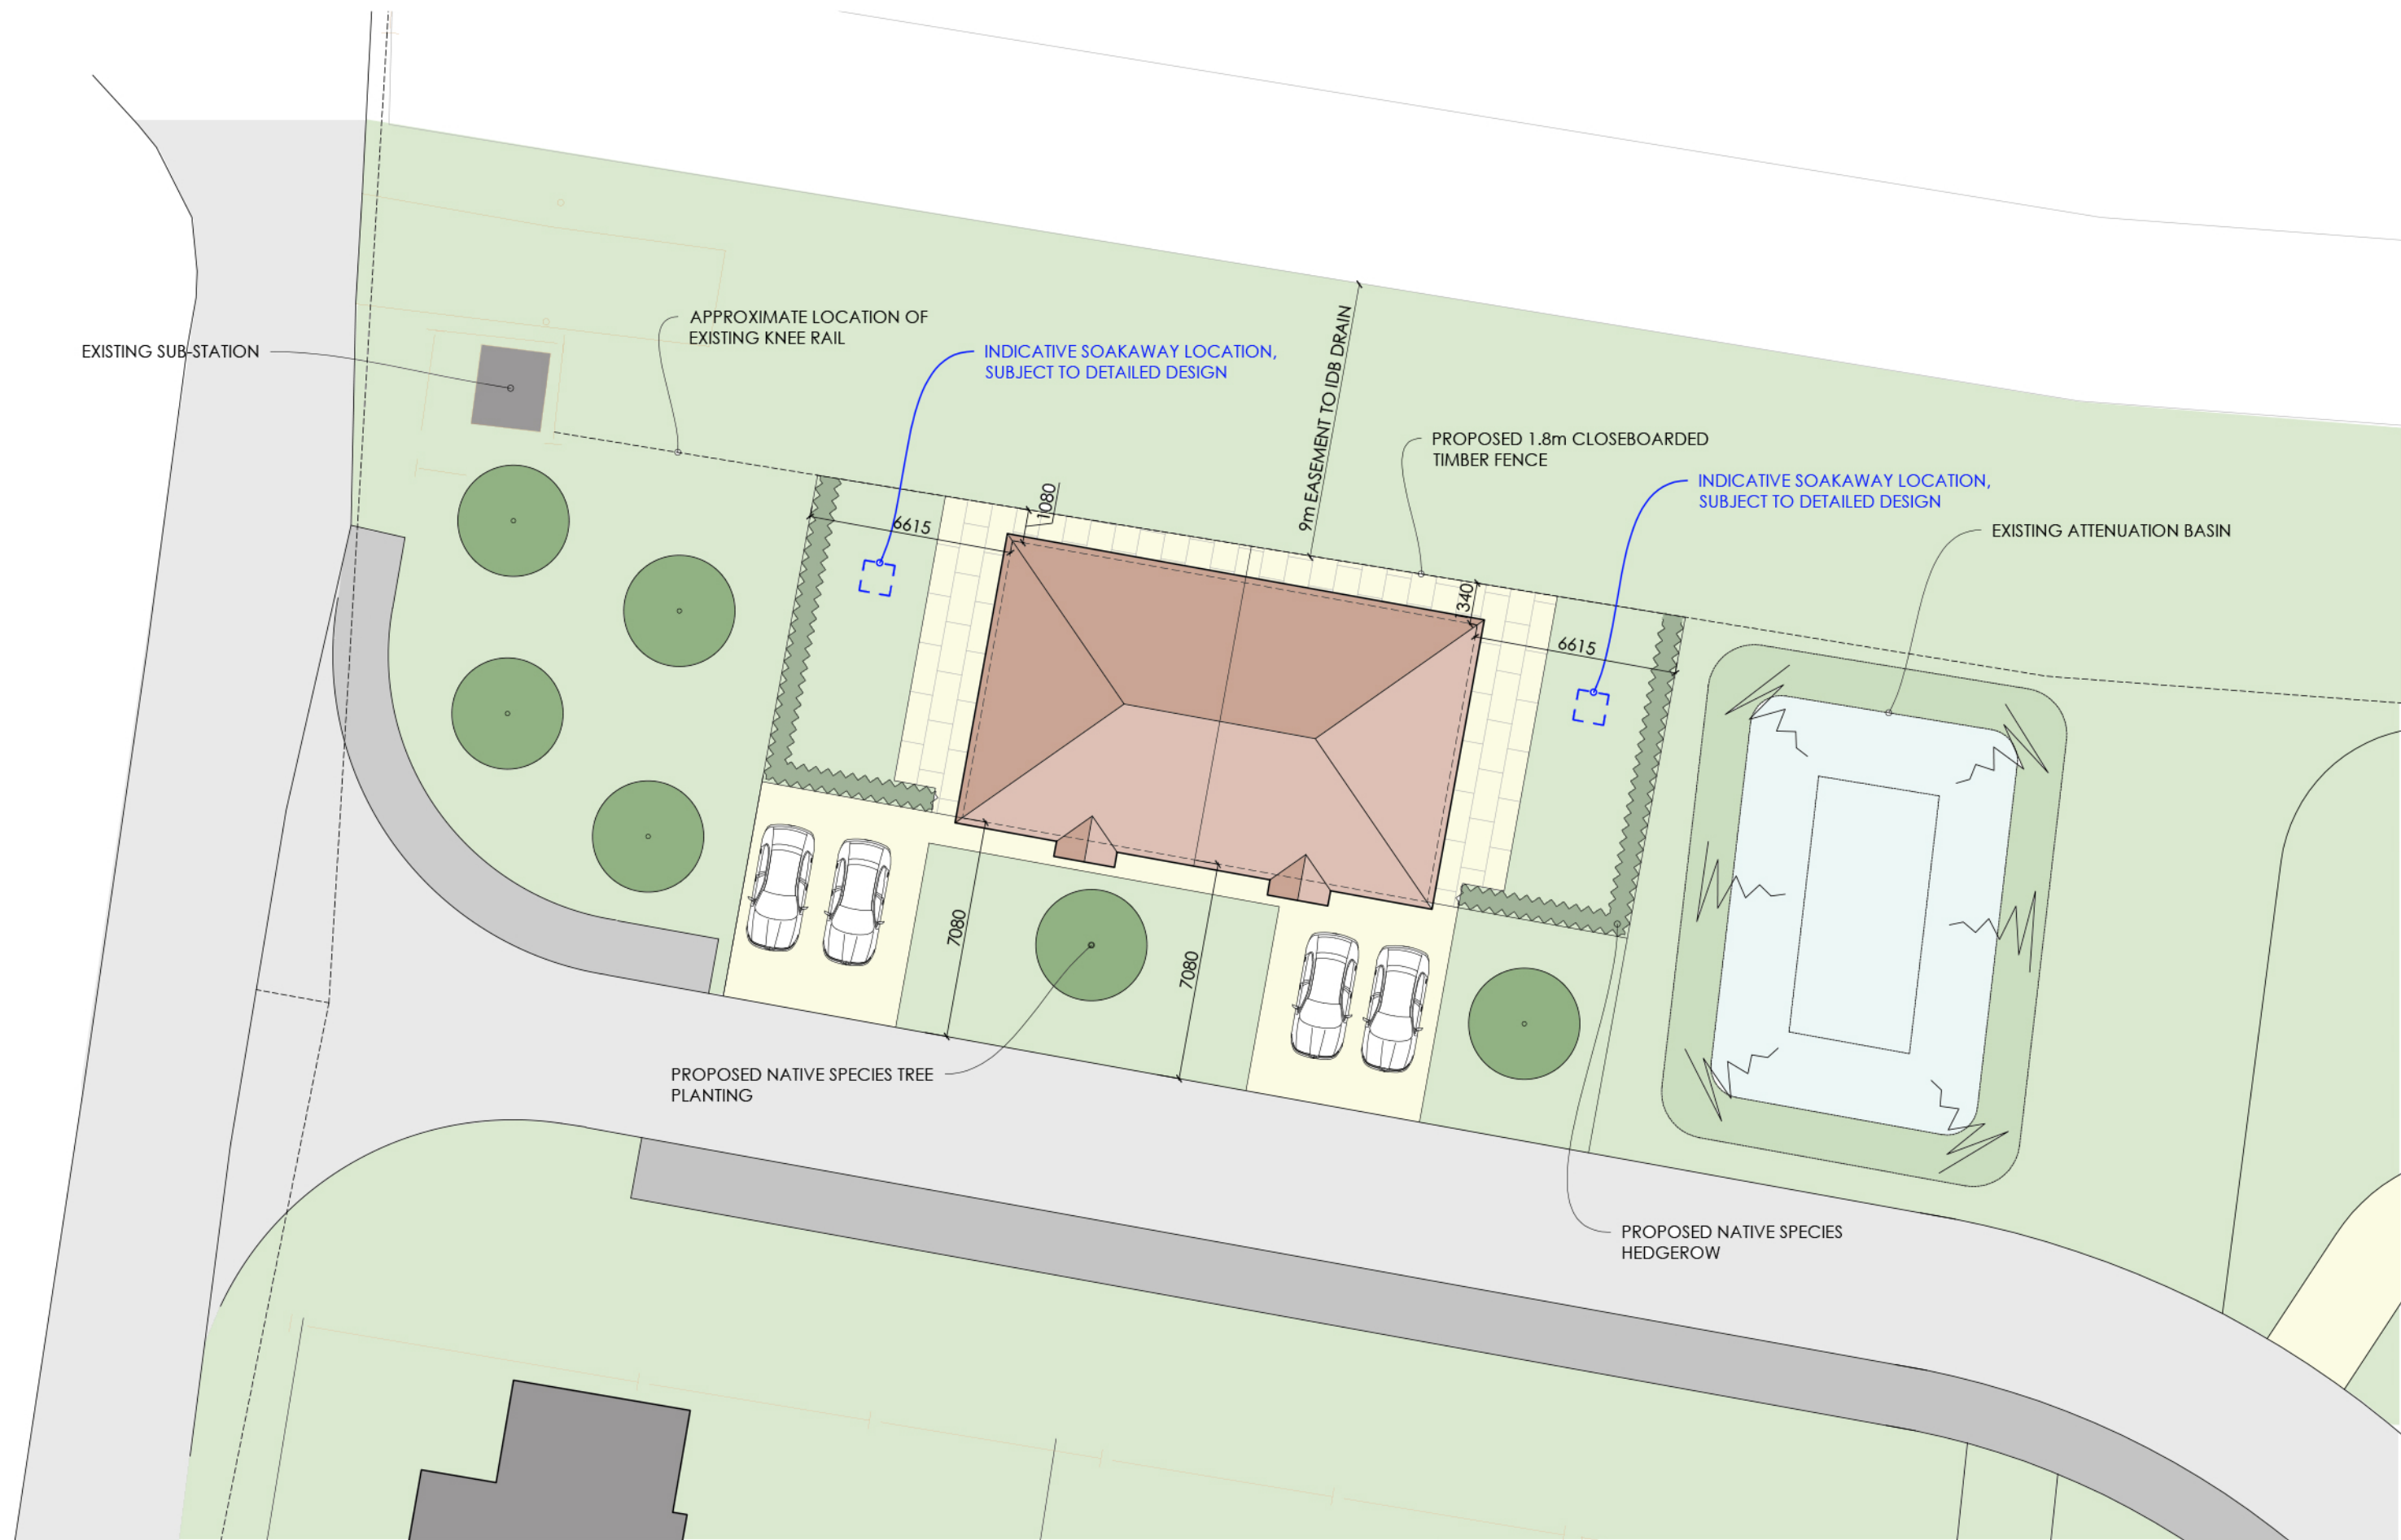 APPROXIMATE LOCATION OF
EXISTING KNEE RAIL
EXISTING SUB-STATION
INDICATIVE SOAKAWAY LOCATION,
SUBJECT TO DETAILED DESIGN
9m EASEMENT TO IDB DRAIN
PROPOSED 1.8m CLOSEBOARDED
TIMBER FENCE
INDICATIVE SOAKAWAY LOCATION,
SUBJECT TO DETAILED DESIGN
EXISTING ATTENUATION BASIN
1080
6615
340
6615
7080
7080
PROPOSED NATIVE SPECIES TREE
PLANTING
PROPOSED NATIVE SPECIES
HEDGEROW